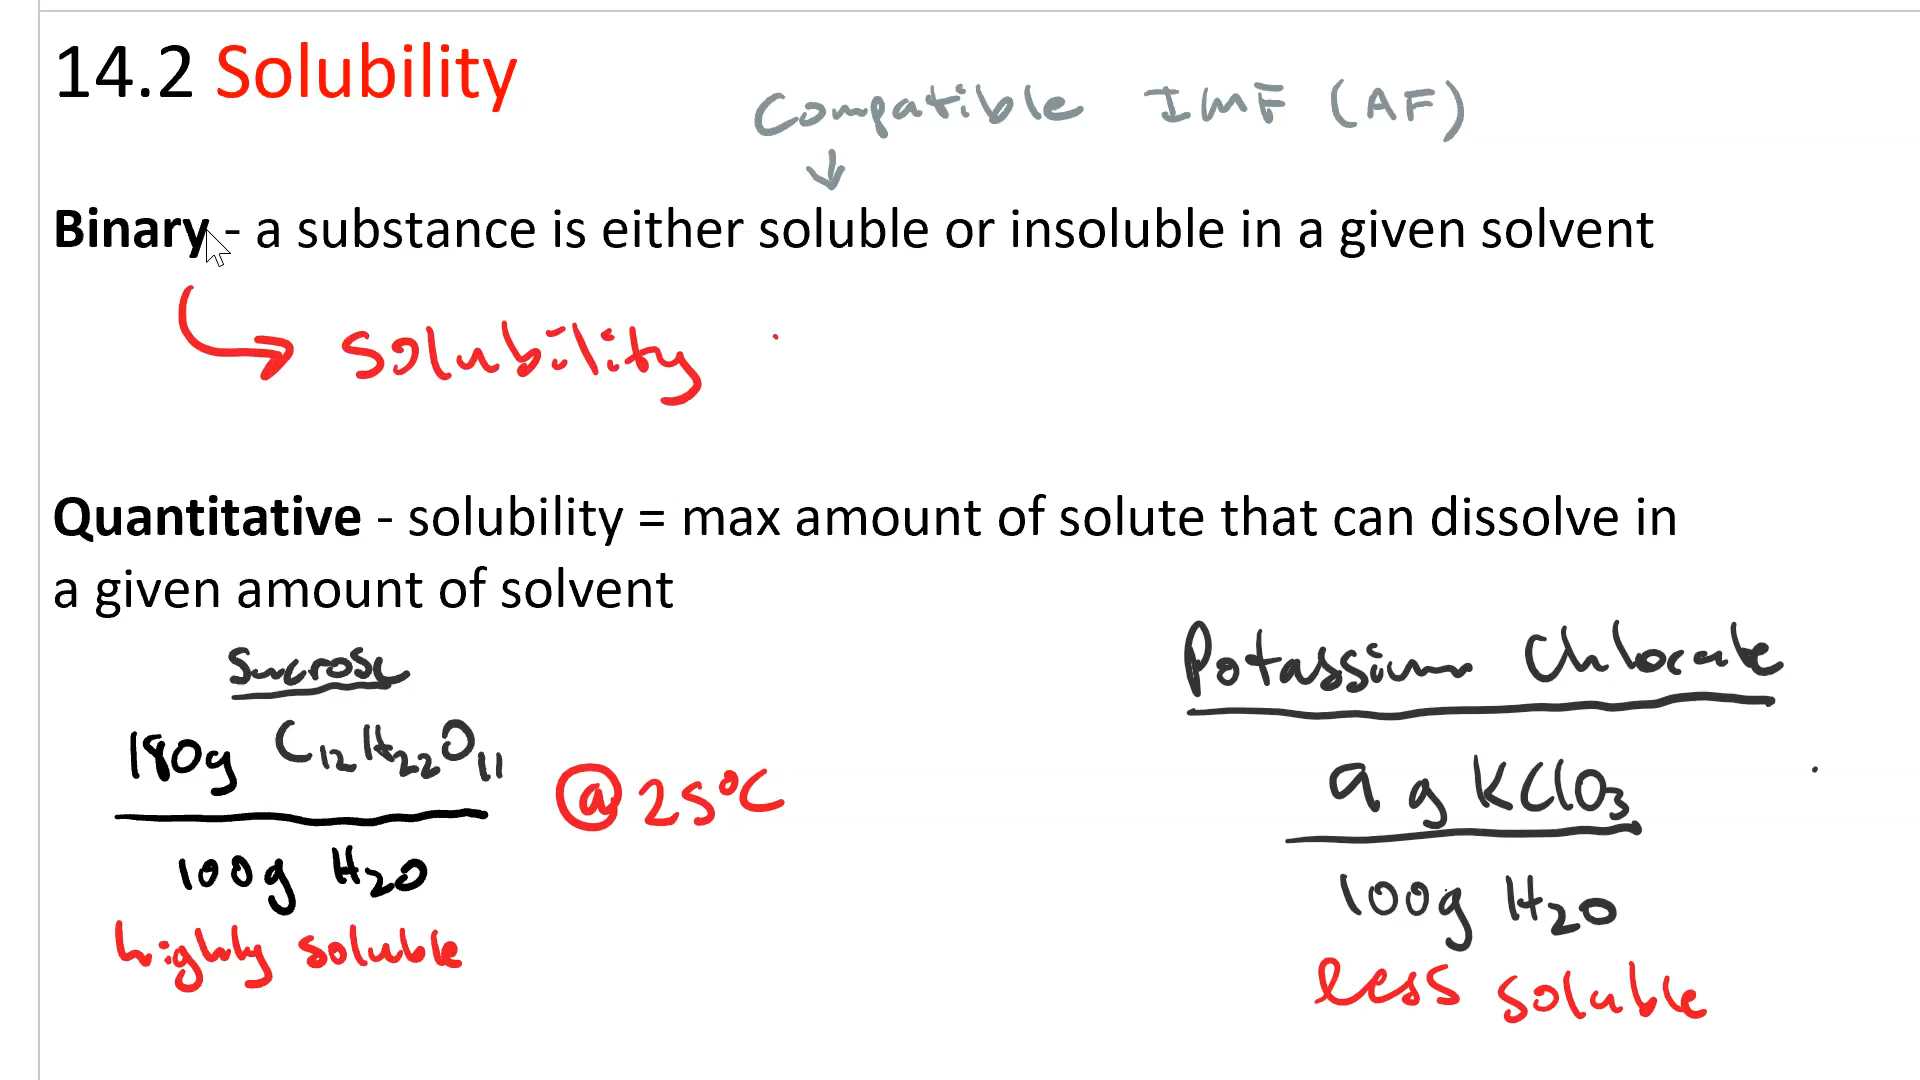 14.2 Solubility
Compatible IMF (AF)
↓
Binary - a substance is either soluble or insoluble in a given solvent
→ Solubility
Quantitative - solubility = max amount of solute that can dissolve in
a given amount of solvent
Sucrose
180g C₁₂H₂₂O₁₁
100g H₂O
highly soluble
@ 25°C
Potassium Chlorate
9 g KClO₃
100g H₂O
less soluble